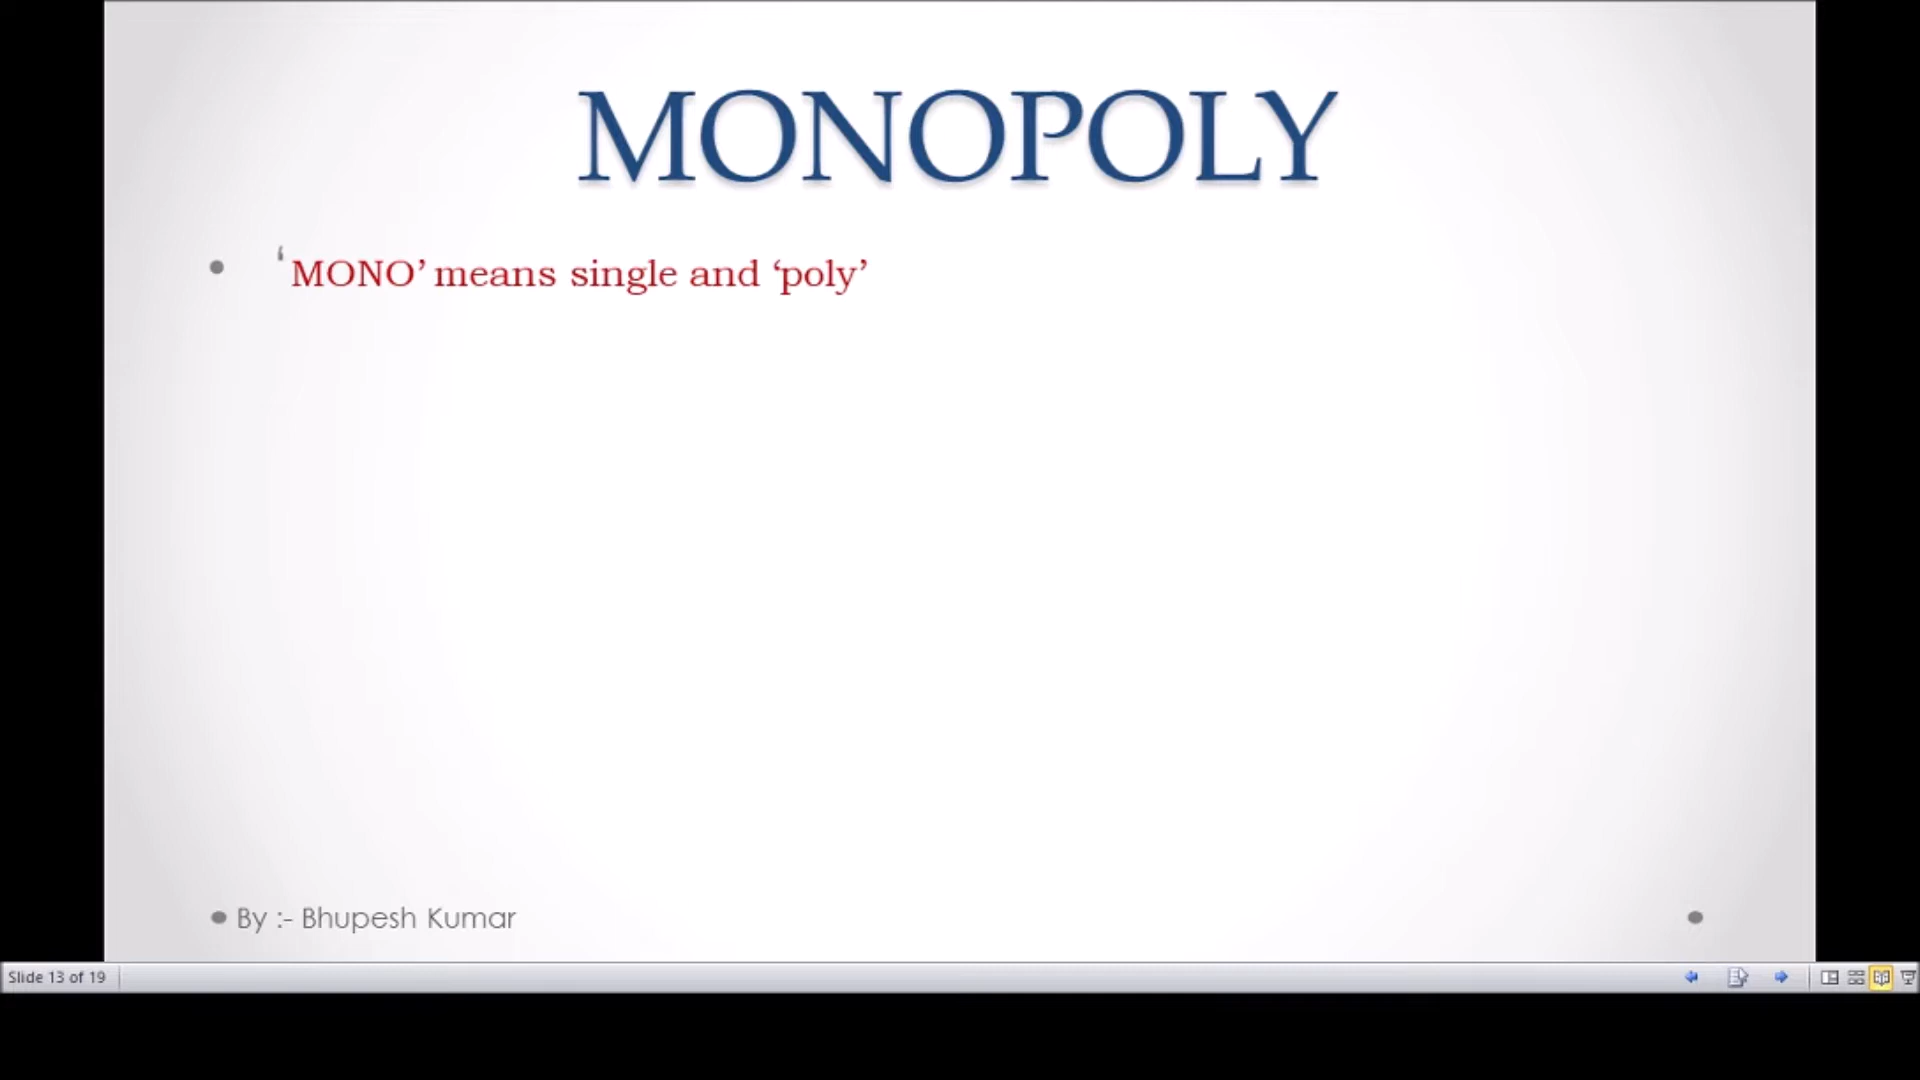 MONOPOLY
• ‘MONO’ means single and ‘poly’
• By :- Bhupesh Kumar
Slide 13 of 19